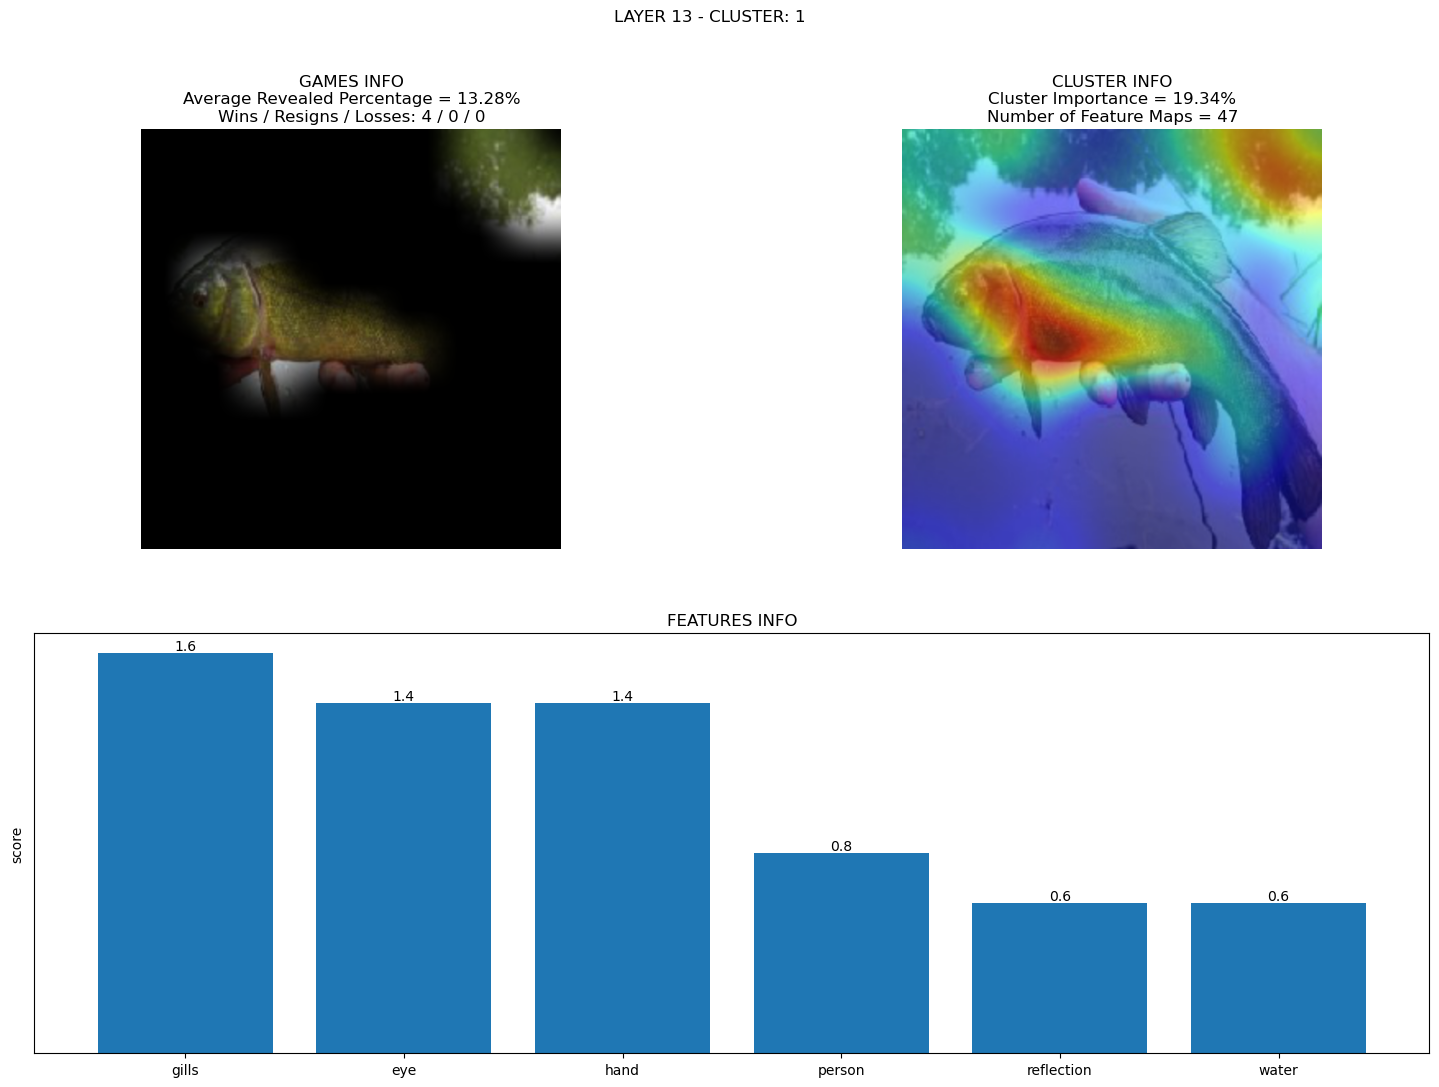 LAYER 13 - CLUSTER: 1
GAMES INFO
Average Revealed Percentage = 13.28%
Wins / Resigns / Losses: 4 / 0 / 0
CLUSTER INFO
Cluster Importance = 19.34%
Number of Feature Maps = 47
FEATURES INFO
score
1.6
1.4
1.4
0.8
0.6
0.6
gills
eye
hand
person
reflection
water